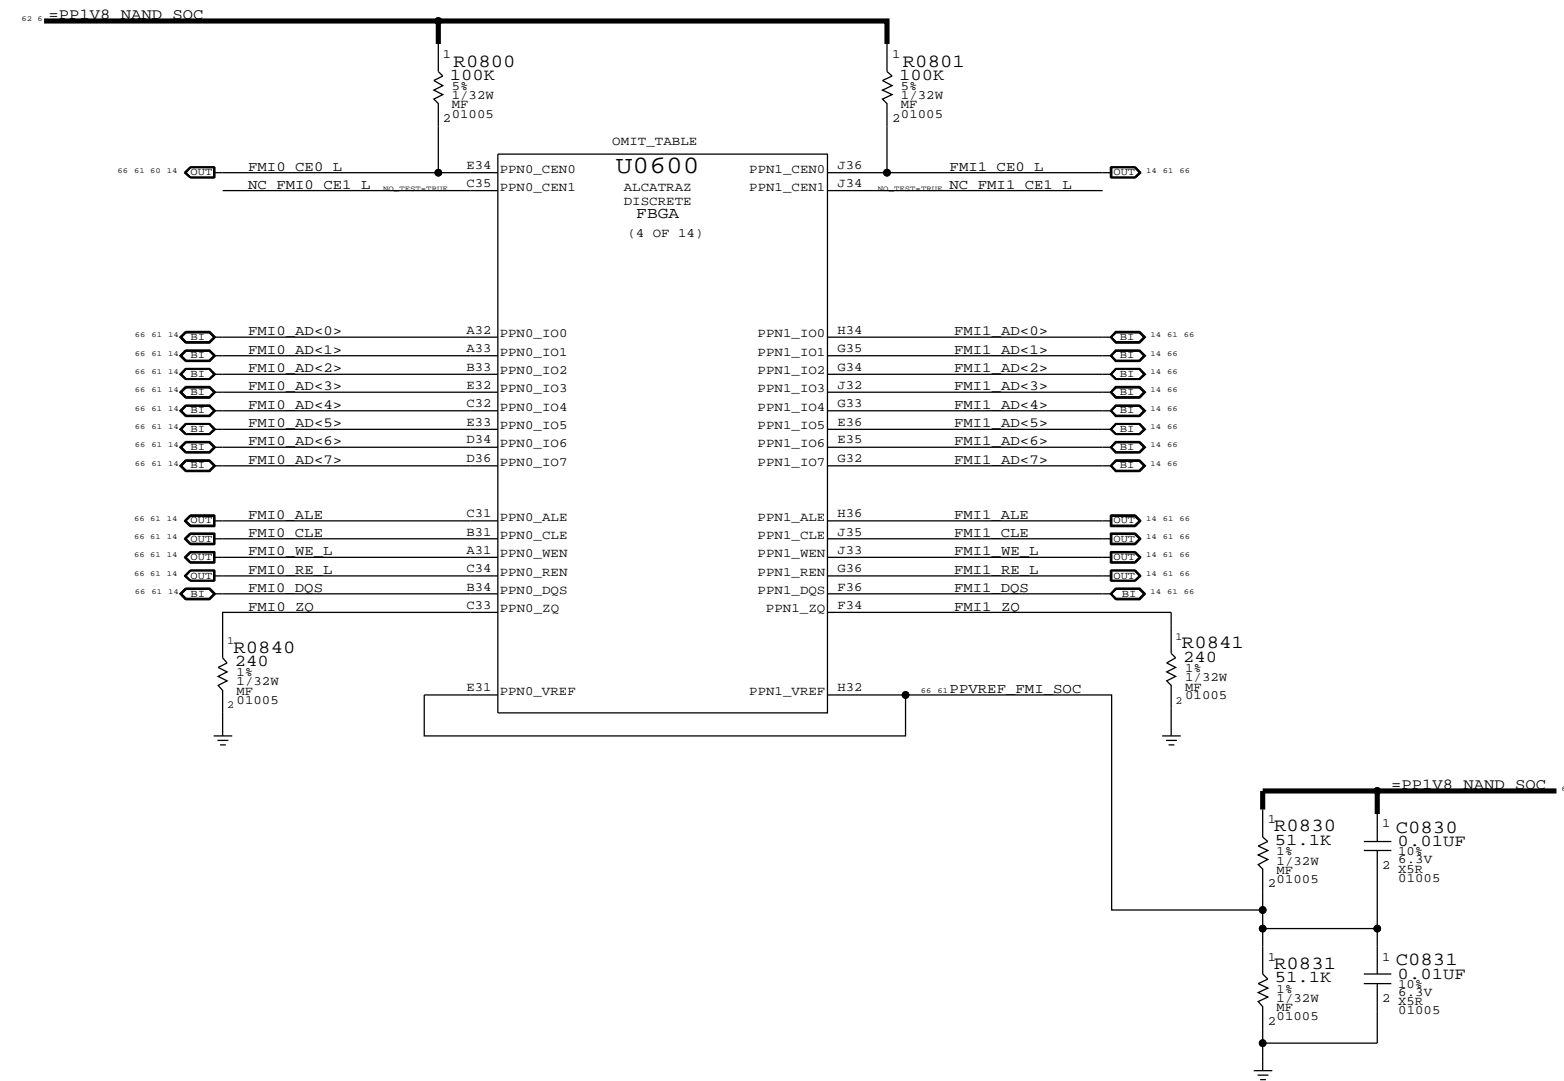 62 6 =PP1V8_NAND_SOC
1 R0800
100K
5%
1/32W
MF
2 01005
1 R0801
100K
5%
1/32W
MF
2 01005
OMIT_TABLE
U0600
ALCATRAZ
DISCRETE
FBGA
(4 OF 14)
66 61 60 14 OUT FMI0_CE0_L E34 PPN0_CEN0 PPN1_CEN0 J36 FMI1_CE0_L OUT 14 61 66
NC_FMI0_CE1_L NO_TEST=TRUE C35 PPN0_CEN1 PPN1_CEN1 J34 NO_TEST=TRUE NC_FMI1_CE1_L
66 61 14 BI FMI0_AD<0> A32 PPN0_IO0 PPN1_IO0 H34 FMI1_AD<0> BI 14 61 66
66 61 14 BI FMI0_AD<1> A33 PPN0_IO1 PPN1_IO1 G35 FMI1_AD<1> BI 14 66
66 61 14 BI FMI0_AD<2> B33 PPN0_IO2 PPN1_IO2 G34 FMI1_AD<2> BI 14 66
66 61 14 BI FMI0_AD<3> E32 PPN0_IO3 PPN1_IO3 J32 FMI1_AD<3> BI 14 66
66 61 14 BI FMI0_AD<4> C32 PPN0_IO4 PPN1_IO4 G33 FMI1_AD<4> BI 14 66
66 61 14 BI FMI0_AD<5> E33 PPN0_IO5 PPN1_IO5 E36 FMI1_AD<5> BI 14 66
66 61 14 BI FMI0_AD<6> D34 PPN0_IO6 PPN1_IO6 E35 FMI1_AD<6> BI 14 66
66 61 14 BI FMI0_AD<7> D36 PPN0_IO7 PPN1_IO7 G32 FMI1_AD<7> BI 14 66
66 61 14 OUT FMI0_ALE C31 PPN0_ALE PPN1_ALE H36 FMI1_ALE OUT 14 61 66
66 61 14 OUT FMI0_CLE B31 PPN0_CLE PPN1_CLE J35 FMI1_CLE OUT 14 61 66
66 61 14 OUT FMI0_WE_L A31 PPN0_WEN PPN1_WEN J33 FMI1_WE_L OUT 14 61 66
66 61 14 OUT FMI0_RE_L C34 PPN0_REN PPN1_REN G36 FMI1_RE_L OUT 14 61 66
66 61 14 BI FMI0_DQS B34 PPN0_DQS PPN1_DQS F36 FMI1_DQS BI 14 61 66
FMI0_ZQ C33 PPN0_ZQ PPN1_ZQ F34 FMI1_ZQ
1 R0840
240
1%
1/32W
MF
2 01005
1 R0841
240
1%
1/32W
MF
2 01005
E31 PPN0_VREF PPN1_VREF H32 66 61 PPVREF_FMI_SOC
=PP1V8_NAND_SOC
1 R0830
51.1K
1%
1/32W
MF
2 01005
1 C0830
0.01UF
10%
6.3V
2 X5R
01005
1 R0831
51.1K
1%
1/32W
MF
2 01005
1 C0831
0.01UF
10%
6.3V
2 X5R
01005